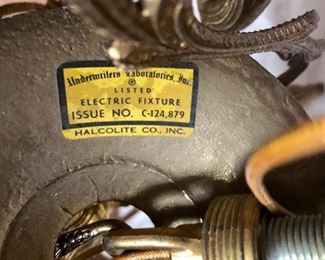 Underwriters Laboratories, Inc.
®
LISTED
ELECTRIC FIXTURE
ISSUE NO. C-124,879
HALCOLITE CO., INC.